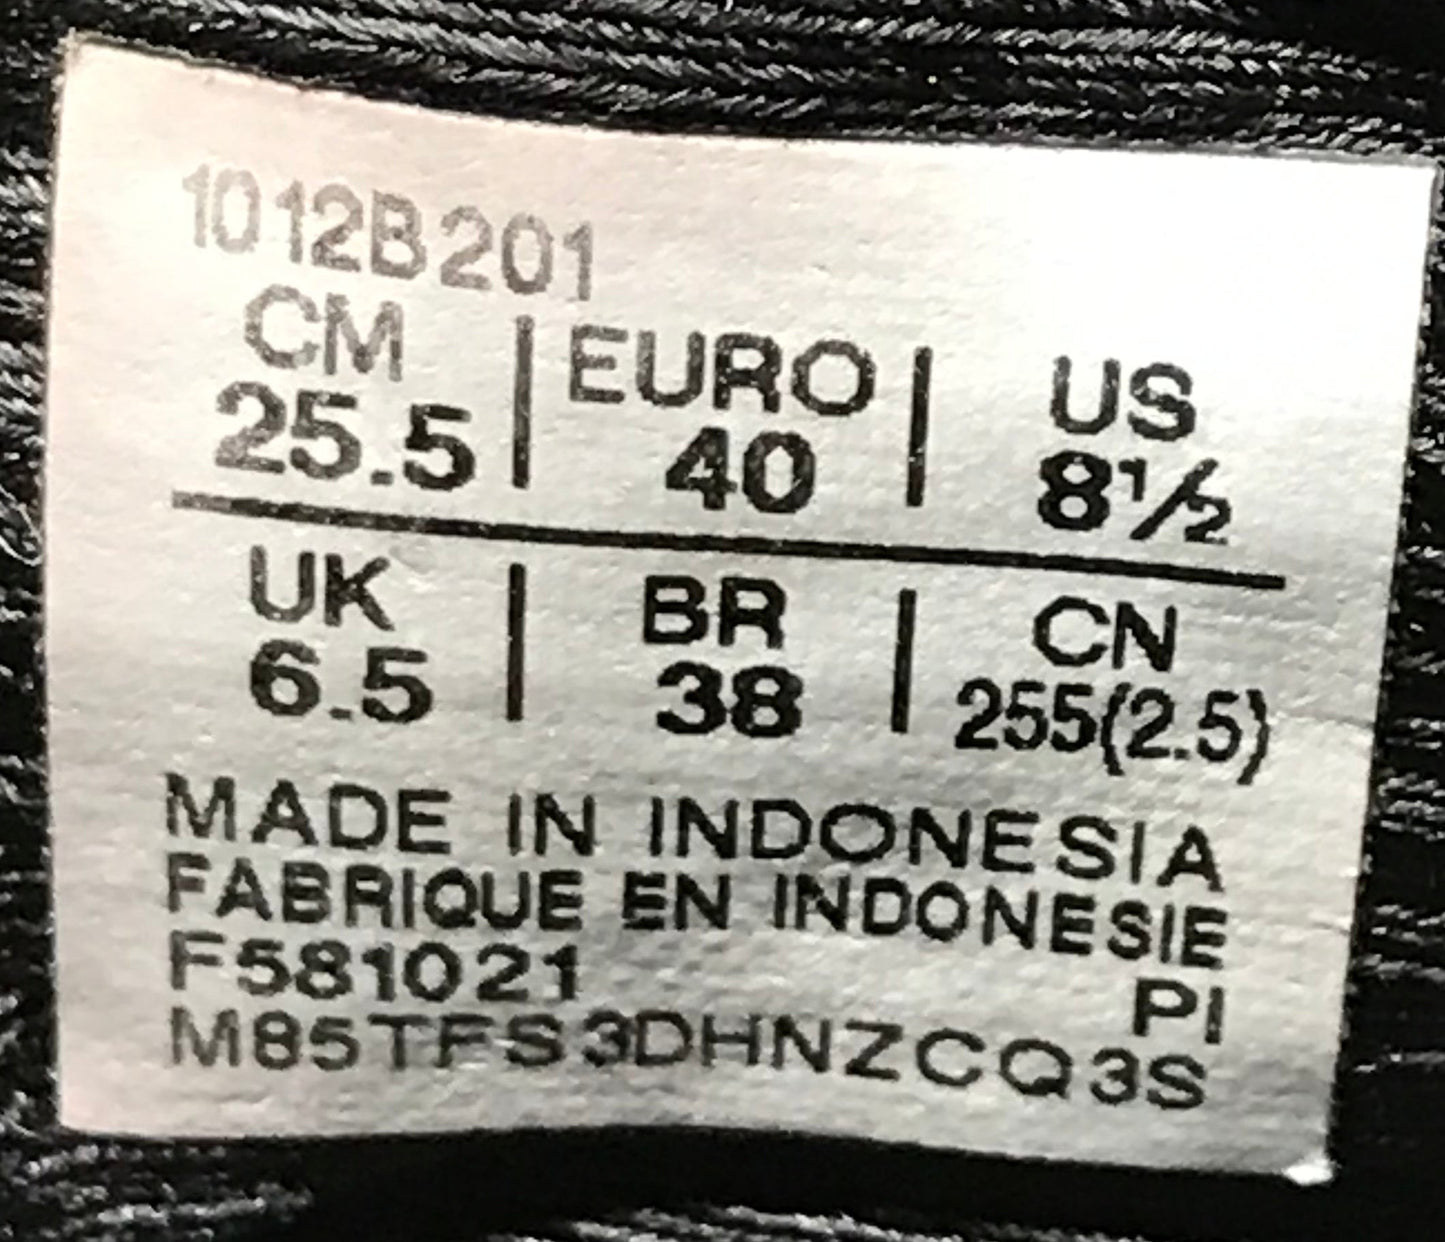 1012B201
CM | EURO | US
25.5 | 40 | 8½
UK | BR | CN
6.5 | 38 | 255(2.5)
MADE IN INDONESIA
FABRIQUE EN INDONESIE
F581021 PI
M85TFS3DHNZCQ3S